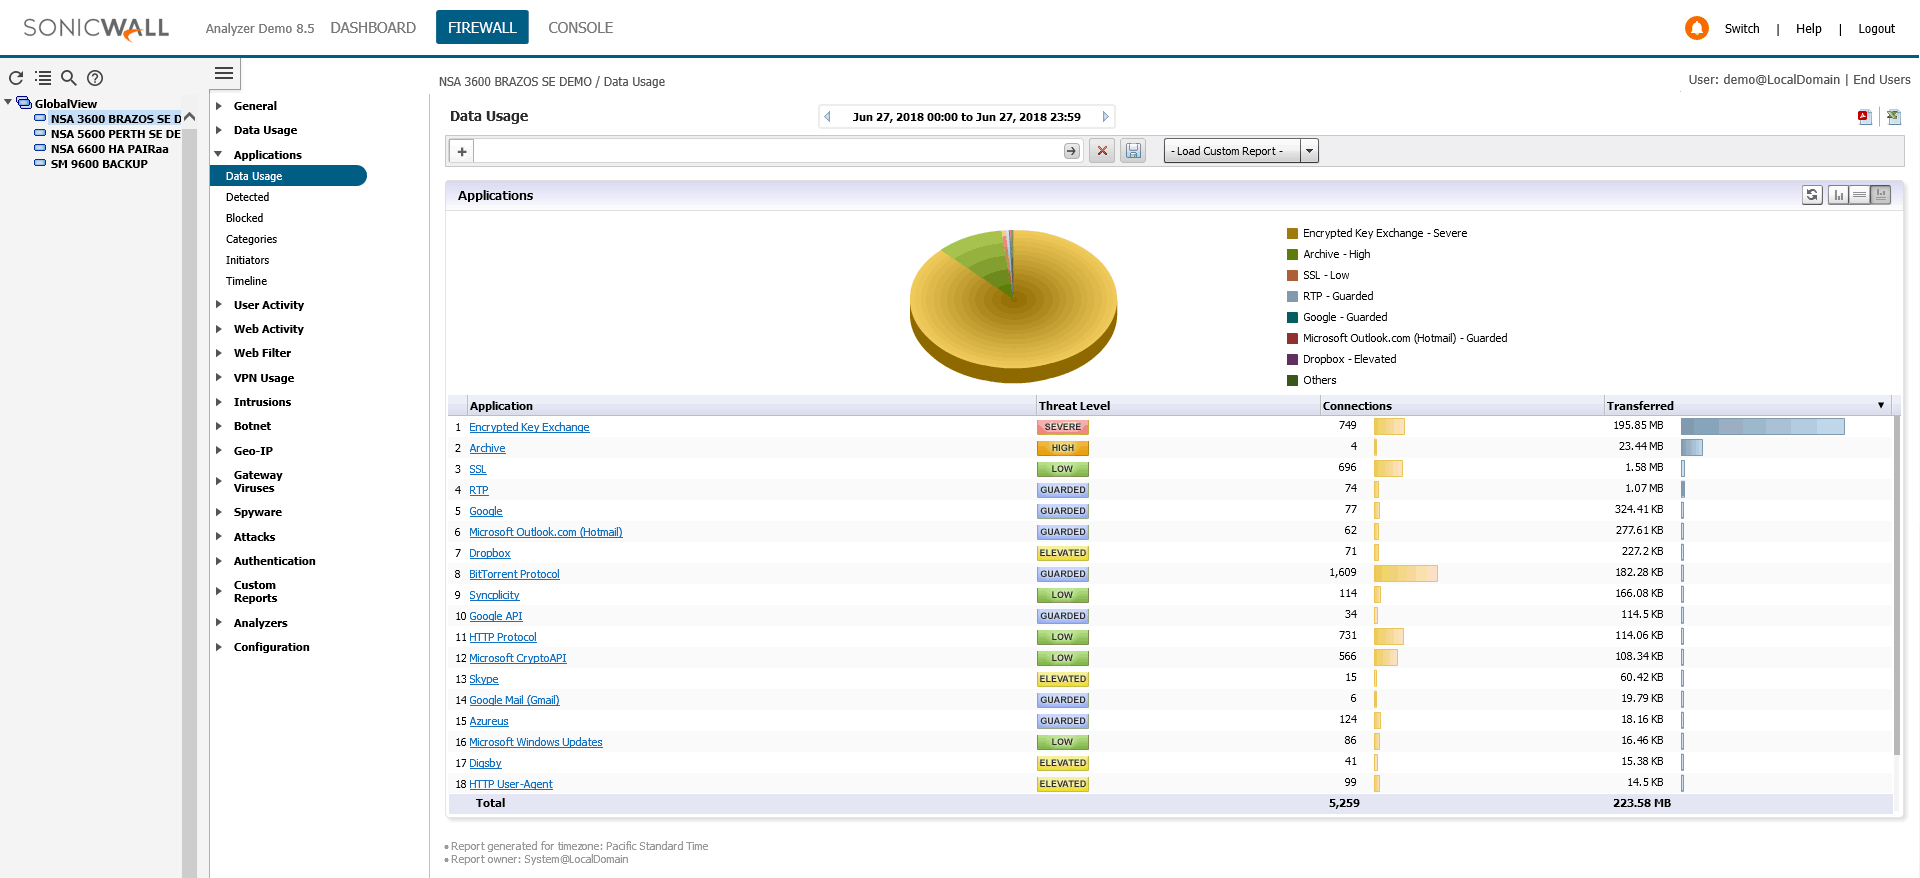 SONICWALL
Analyzer Demo 8.5 DASHBOARD FIREWALL CONSOLE
Switch | Help | Logout
User: demo@LocalDomain | End Users
GlobalView
NSA 3600 BRAZOS SE D
NSA 5600 PERTH SE DE
NSA 6600 HA PAIRaa
SM 9600 BACKUP
General
Data Usage
Applications
Data Usage
Detected
Blocked
Categories
Initiators
Timeline
User Activity
Web Activity
Web Filter
VPN Usage
Intrusions
Botnet
Geo-IP
Gateway
Viruses
Spyware
Attacks
Authentication
Custom
Reports
Analyzers
Configuration
NSA 3600 BRAZOS SE DEMO / Data Usage
Data Usage
Jun 27, 2018 00:00 to Jun 27, 2018 23:59
- Load Custom Report -
Applications
Encrypted Key Exchange - Severe
Archive - High
SSL - Low
RTP - Guarded
Google - Guarded
Microsoft Outlook.com (Hotmail) - Guarded
Dropbox - Elevated
Others
Application Threat Level Connections Transferred
1 Encrypted Key Exchange SEVERE 749 195.85 MB
2 Archive HIGH 4 23.44 MB
3 SSL LOW 696 1.58 MB
4 RTP GUARDED 74 1.07 MB
5 Google GUARDED 77 324.41 KB
6 Microsoft Outlook.com (Hotmail) GUARDED 62 277.61 KB
7 Dropbox ELEVATED 71 227.2 KB
8 BitTorrent Protocol GUARDED 1,609 182.28 KB
9 Syncplicity LOW 114 166.08 KB
10 Google API GUARDED 34 114.5 KB
11 HTTP Protocol LOW 731 114.06 KB
12 Microsoft CryptoAPI LOW 566 108.34 KB
13 Skype ELEVATED 15 60.42 KB
14 Google Mail (Gmail) GUARDED 6 19.79 KB
15 Azureus GUARDED 124 18.16 KB
16 Microsoft Windows Updates LOW 86 16.46 KB
17 Digsby ELEVATED 41 15.38 KB
18 HTTP User-Agent ELEVATED 99 14.5 KB
Total 5,259 223.58 MB
Report generated for timezone: Pacific Standard Time
Report owner: System@LocalDomain